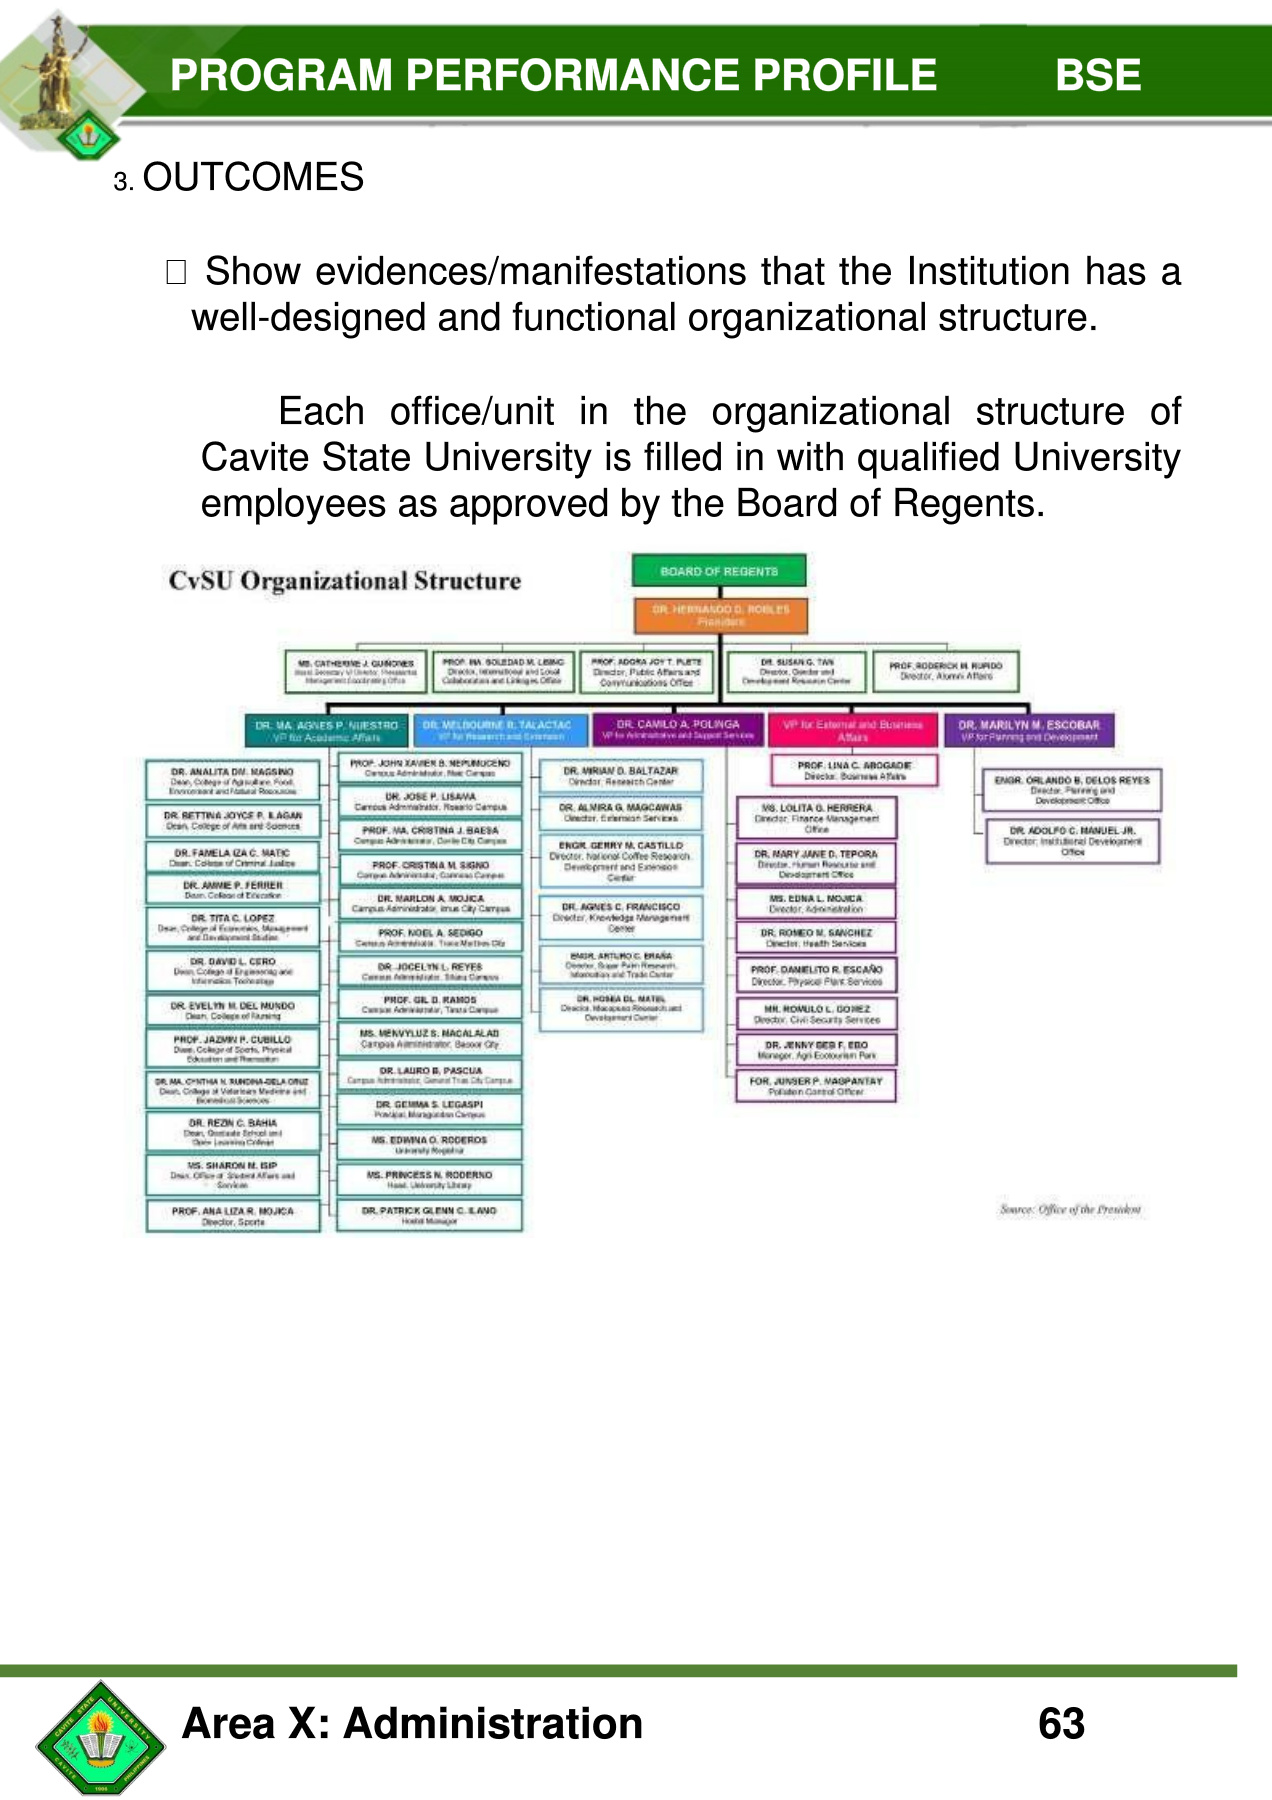 PROGRAM PERFORMANCE PROFILE BSE
3. OUTCOMES
Show evidences/manifestations that the Institution has a
well-designed and functional organizational structure.
Each office/unit in the organizational structure of
Cavite State University is filled in with qualified University
employees as approved by the Board of Regents.
CvSU Organizational Structure
BOARD OF REGENTS
DR. HERNANDO D. ROBLES
President
MS. CATHERINE J. QUIÑONES
Management Coordinating Office
PROF. MA. SOLEDAD M. LISING
Director, International and Local
Collaboration and Linkages Office
PROF. ADORA JOY T. PLETE
Director, Public Affairs and
Communications Office
DR. SUSAN G. TAN
Director, Gender and
Development Resource Center
PROF. RODERICK M. RUPIDO
Director, Alumni Affairs
DR. MA. AGNES P. NUESTRO
VP for Academic Affairs
DR. MELBOURNE R. TALACTAC
VP for Research and Extension
DR. CAMILO A. POLINGA
VP for Administrative and Support Services
VP for External and Business
Affairs
DR. MARILYN M. ESCOBAR
VP for Planning and Development
DR. ANALITA DM. MAGSINO
Dean, College of Agriculture, Food,
Environment and Natural Resources
DR. BETTINA JOYCE P. ILAGAN
Dean, College of Arts and Sciences
DR. FAMELA IZA C. MATIC
Dean, College of Criminal Justice
DR. AMMIE P. FERRER
Dean, College of Education
DR. TITA C. LOPEZ
Dean, College of Economics, Management
and Development Studies
DR. DAVID L. CERO
Dean, College of Engineering and
Information Technology
DR. EVELYN M. DEL MUNDO
Dean, College of Nursing
PROF. JAZMIN P. CUBILLO
Dean, College of Sports, Physical
Education and Recreation
DR. MA. CYNTHIA N. RUNDINA-DELA CRUZ
Dean, College of Veterinary Medicine and
Biomedical Sciences
DR. REZIN C. BAHIA
Dean, Graduate School and
Open Learning College
MS. SHARON M. ISIP
Dean, Office of Student Affairs and
Services
PROF. ANA LIZA R. MOJICA
Director, Sports
PROF. JOHN XAVIER B. NEPUMUCENO
Campus Administrator, Naic Campus
DR. JOSE P. LISAMA
Campus Administrator, Rosario Campus
PROF. MA. CRISTINA J. BAESA
Campus Administrator, Cavite City Campus
PROF. CRISTINA M. SIGNO
Campus Administrator, Carmona Campus
DR. MARLON A. MOJICA
Campus Administrator, Imus City Campus
PROF. NOEL A. SEDIGO
Campus Administrator, Trece Martires City
DR. JOCELYN L. REYES
Campus Administrator, Silang Campus
PROF. GIL D. RAMOS
Campus Administrator, Tanza Campus
MS. MENVYLUZ S. MACALALAD
Campus Administrator, Bacoor City
DR. LAURO B. PASCUA
Campus Administrator, General Trias City Campus
DR. GEMMA S. LEGASPI
Principal, Maragondon Campus
MS. EDWINA O. RODEROS
University Registrar
MS. PRINCESS N. RODERNO
Head, University Library
DR. PATRICK GLENN C. ILANO
Hostel Manager
DR. MIRIAM D. BALTAZAR
Director, Research Center
DR. ALMIRA G. MAGCAWAS
Director, Extension Services
ENGR. GERRY M. CASTILLO
Director, National Coffee Research,
Development and Extension
Center
DR. AGNES C. FRANCISCO
Director, Knowledge Management
Center
ENGR. ARTURO C. ERAÑA
Director, Sugar Palm Research,
Information and Trade Center
DR. HOSEA DL. MATEL
Director, Macapuno Research and
Development Center
PROF. LINA C. ABOGADIE
Director, Business Affairs
MS. LOLITA G. HERRERA
Director, Finance Management
Office
DR. MARY JANE D. TEPORA
Director, Human Resource and
Development Office
MS. EDNA L. MOJICA
Director, Administration
DR. ROMEO M. SANCHEZ
Director, Health Services
PROF. DANIELITO R. ESCAÑO
Director, Physical Plant Services
MR. ROMULO L. GOMEZ
Director, Civil Security Services
DR. JENNY BEB F. EBO
Manager, Agri-Ecotourism Park
FOR. JUNSER P. MAGPANTAY
Pollution Control Officer
ENGR. ORLANDO B. DELOS REYES
Director, Planning and
Development Office
DR. ADOLFO C. MANUEL JR.
Director, Institutional Development
Office
Source: Office of the President
CAVITE STATE UNIVERSITY
CAVITE PHILIPPINES
1906
Area X: Administration 63